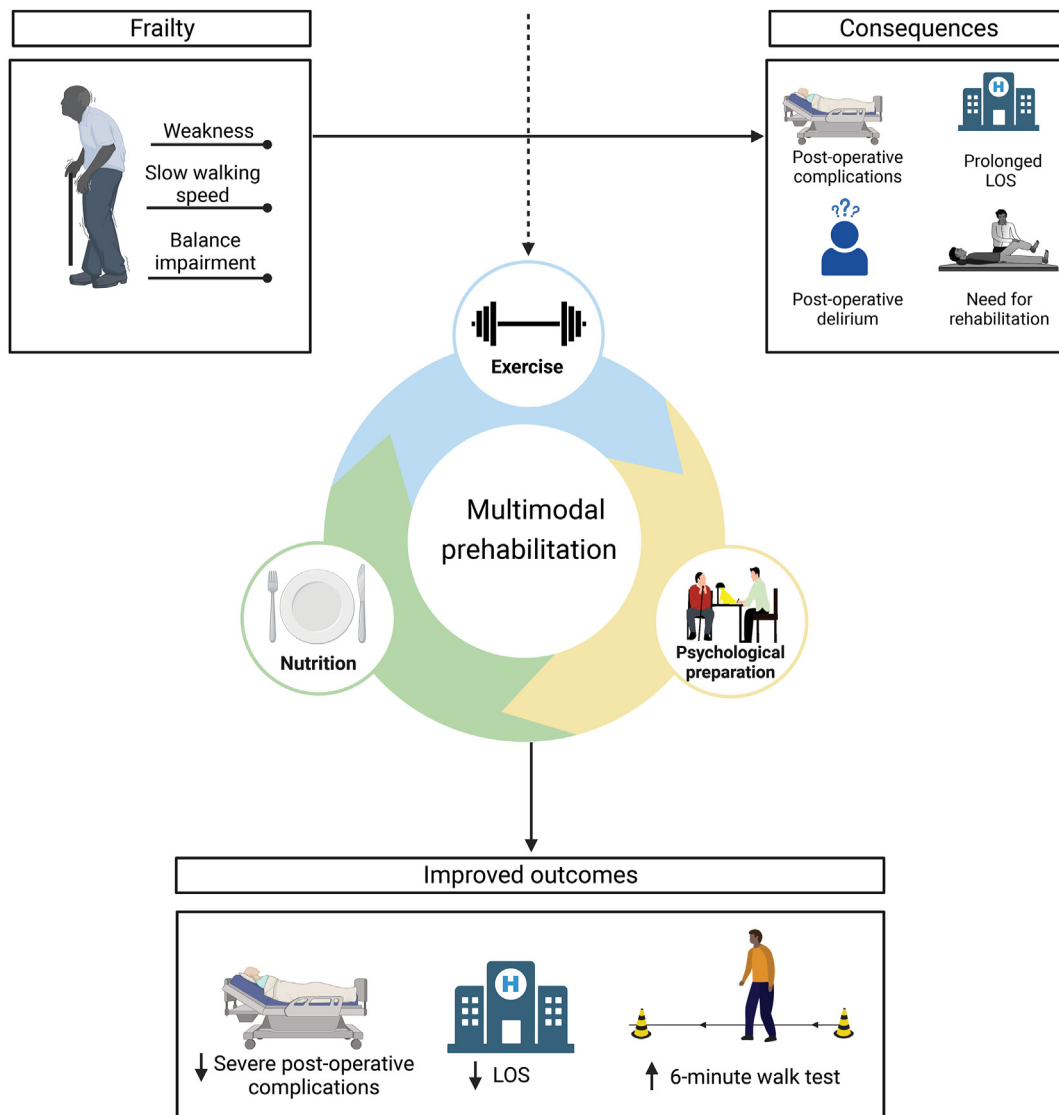 Frailty
Consequences
Weakness
Slow walking
speed
Balance
impairment
H
Post-operative
complications
Prolonged
LOS
???
Post-operative
delirium
Need for
rehabilitation
Exercise
Multimodal
prehabilitation
Nutrition
Psychological
preparation
Improved outcomes
H
↓ Severe post-operative
complications
↓ LOS
↑ 6-minute walk test